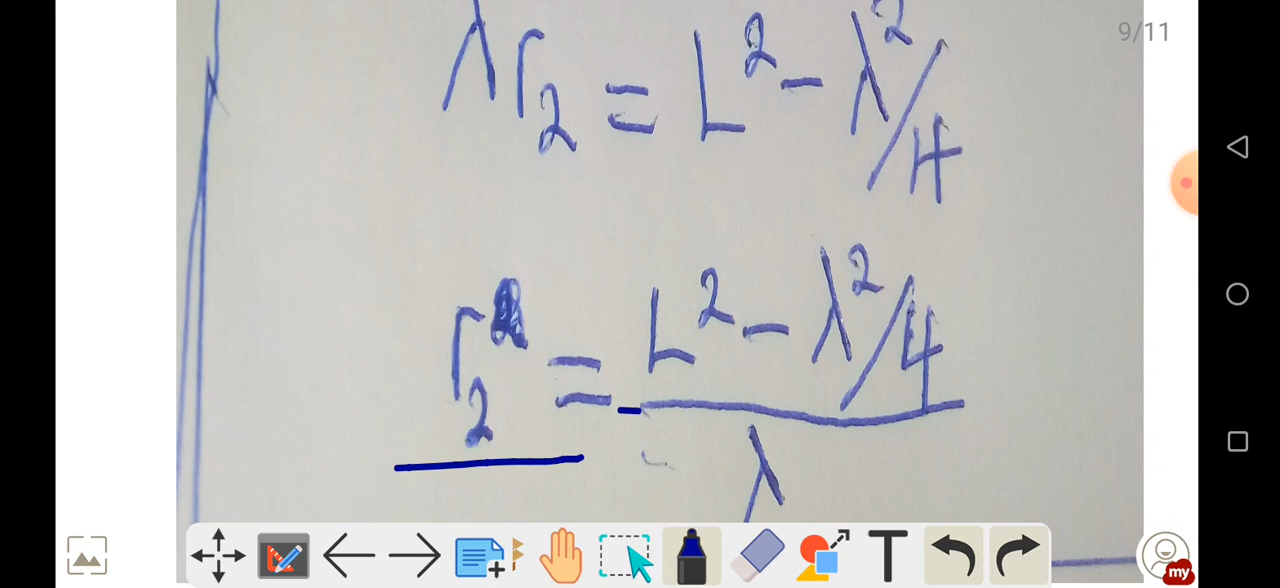 9/11
λr₂ = L² - λ²/4
r₂ = (L² - λ²/4)/λ
T
my